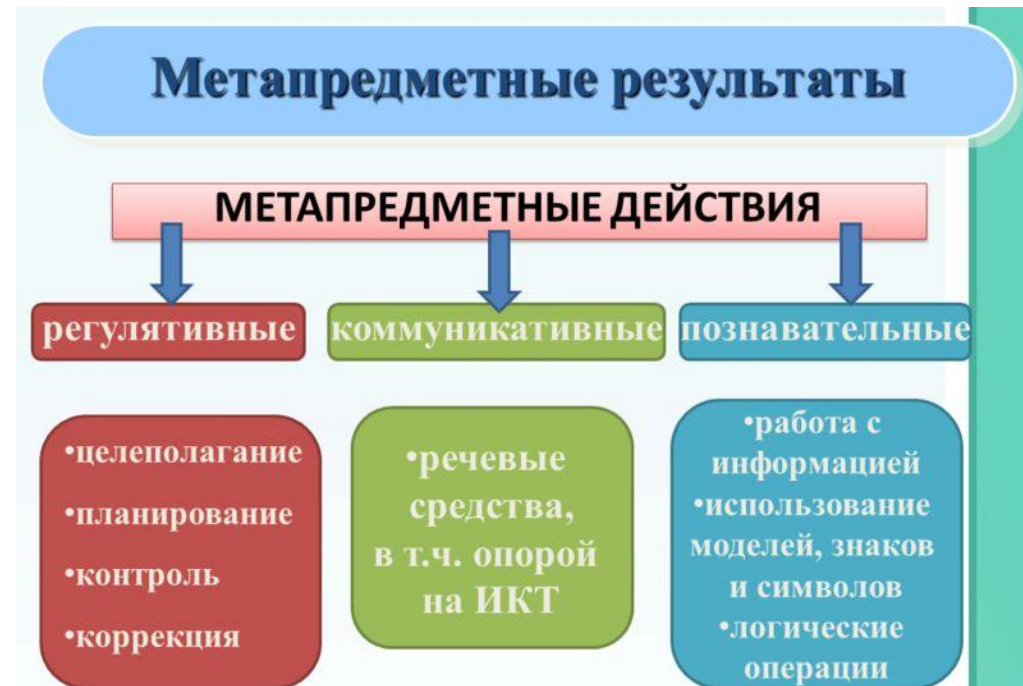 Метапредметные результаты
МЕТАПРЕДМЕТНЫЕ ДЕЙСТВИЯ
регулятивные
коммуникативные
познавательные
•целеполагание
•планирование
•контроль
•коррекция
•речевые
средства,
в т.ч. опорой
на ИКТ
•работа с
информацией
•использование
моделей, знаков
и символов
•логические
операции